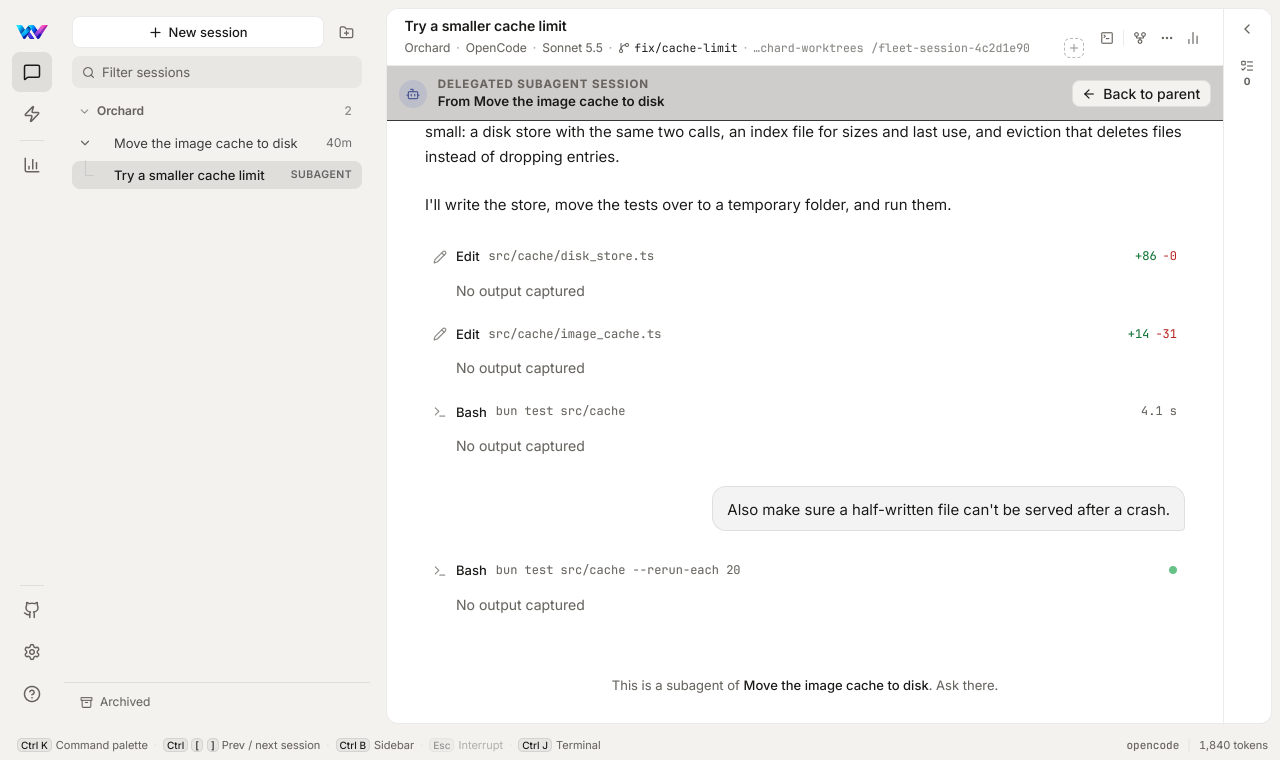 New session
Filter sessions
Orchard 2
Move the image cache to disk 40m
Try a smaller cache limit SUBAGENT
Archived
Try a smaller cache limit
Orchard · OpenCode · Sonnet 5.5 · fix/cache-limit · …chard-worktrees /fleet-session-4c2d1e90
0
DELEGATED SUBAGENT SESSION
From Move the image cache to disk
Back to parent
small: a disk store with the same two calls, an index file for sizes and last use, and eviction that deletes files
instead of dropping entries.
I'll write the store, move the tests over to a temporary folder, and run them.
Edit src/cache/disk_store.ts +86 -0
No output captured
Edit src/cache/image_cache.ts +14 -31
No output captured
Bash bun test src/cache 4.1 s
No output captured
Also make sure a half-written file can't be served after a crash.
Bash bun test src/cache --rerun-each 20
No output captured
This is a subagent of Move the image cache to disk. Ask there.
Ctrl K Command palette · Ctrl [ ] Prev / next session · Ctrl B Sidebar · Esc Interrupt · Ctrl J Terminal
opencode 1,840 tokens